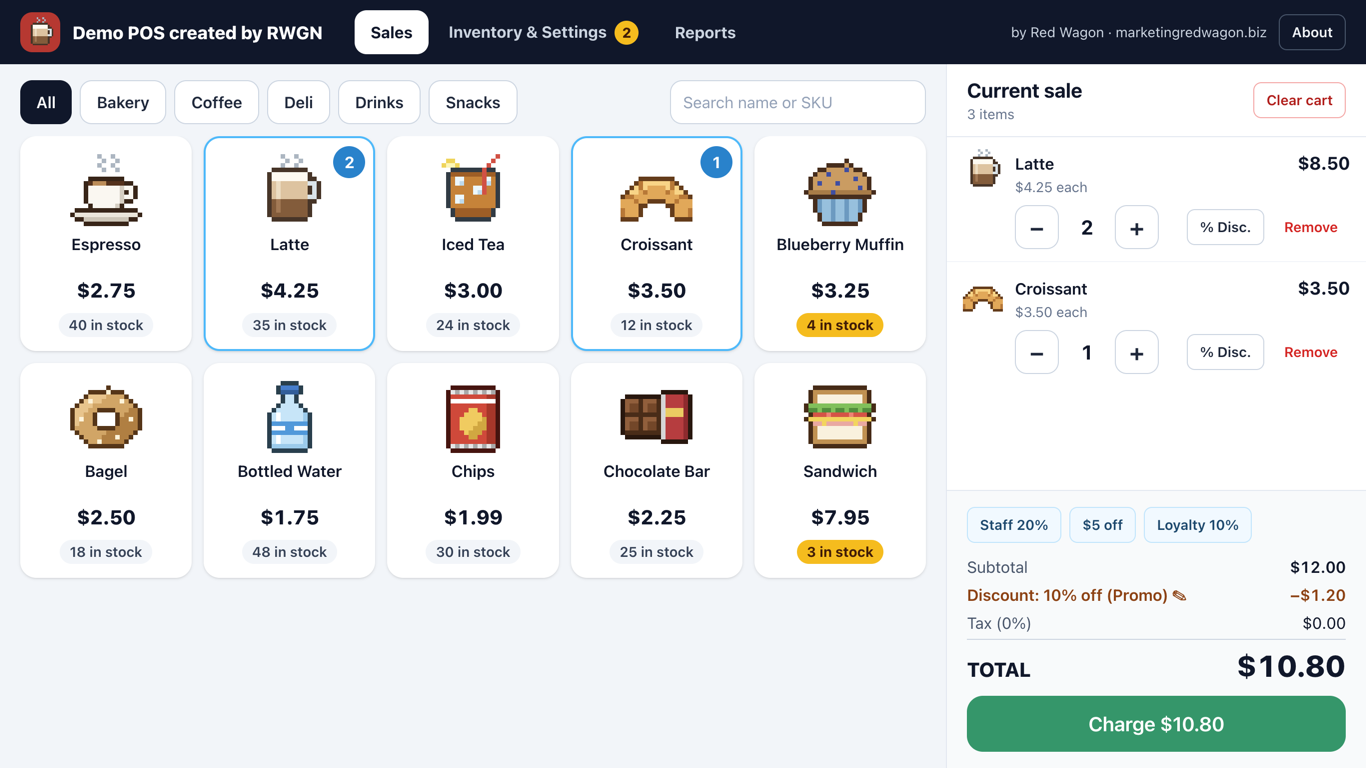 Demo POS created by RWGN
Sales
Inventory & Settings 2
Reports
by Red Wagon · marketingredwagon.biz
About
All
Bakery
Coffee
Deli
Drinks
Snacks
Search name or SKU
Espresso
$2.75
40 in stock
2
Latte
$4.25
35 in stock
Iced Tea
$3.00
24 in stock
1
Croissant
$3.50
12 in stock
Blueberry Muffin
$3.25
4 in stock
Bagel
$2.50
18 in stock
Bottled Water
$1.75
48 in stock
Chips
$1.99
30 in stock
Chocolate Bar
$2.25
25 in stock
Sandwich
$7.95
3 in stock
Current sale
3 items
Clear cart
Latte $8.50
$4.25 each
− 2 + % Disc. Remove
Croissant $3.50
$3.50 each
− 1 + % Disc. Remove
Staff 20%
$5 off
Loyalty 10%
Subtotal $12.00
Discount: 10% off (Promo) ✎ −$1.20
Tax (0%) $0.00
TOTAL $10.80
Charge $10.80